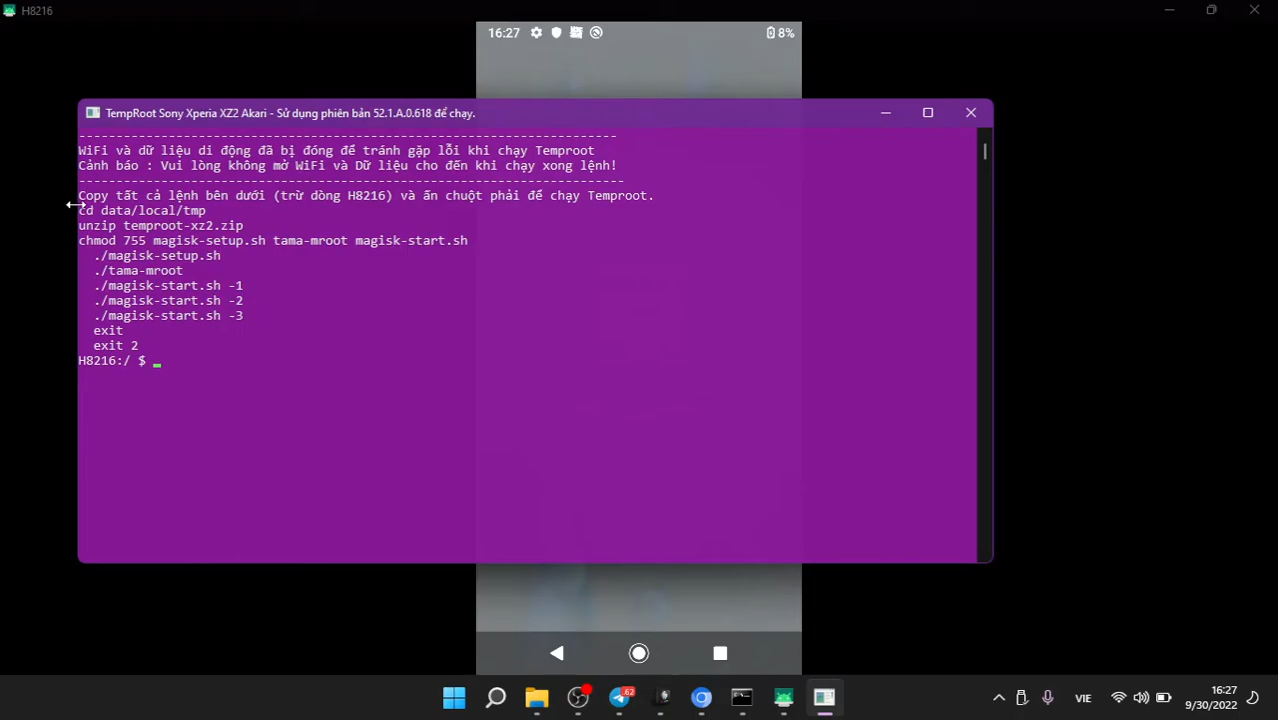 H8216
16:27
8%
TempRoot Sony Xperia XZ2 Akari - Sử dụng phiên bản 52.1.A.0.618 để chạy.
------------------------------------------------------------------------
WiFi và dữ liệu di động đã bị đóng để tránh gặp lỗi khi chạy Temproot
Cảnh báo : Vui lòng không mở WiFi và Dữ liệu cho đến khi chạy xong lệnh!
-------------------------------------------------------------------------
Copy tất cả lệnh bên dưới (trừ dòng H8216) và ấn chuột phải để chạy Temproot.
cd data/local/tmp
unzip temproot-xz2.zip
chmod 755 magisk-setup.sh tama-mroot magisk-start.sh
./magisk-setup.sh
./tama-mroot
./magisk-start.sh -1
./magisk-start.sh -2
./magisk-start.sh -3
exit
exit 2
H8216:/ $ _
62
VIE
16:27
9/30/2022